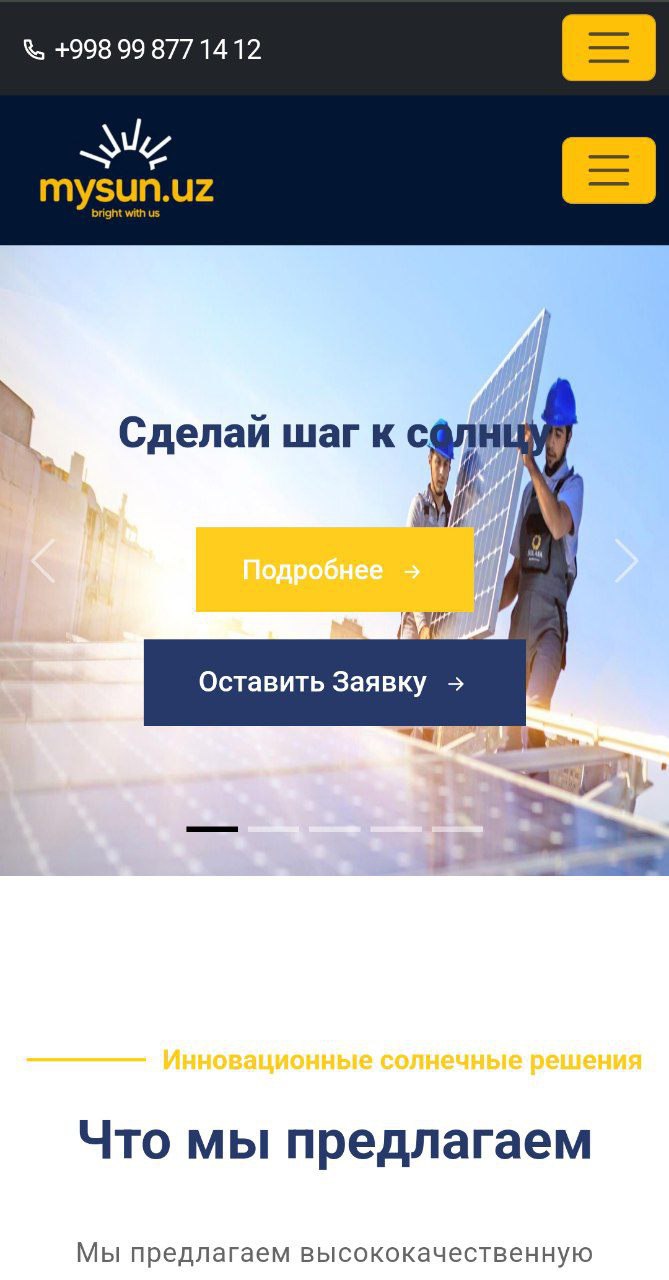 +998 99 877 14 12
mysun.uz
bright with us
Сделай шаг к солнцу
Подробнее →
Оставить Заявку →
Инновационные солнечные решения
Что мы предлагаем
Мы предлагаем высококачественную